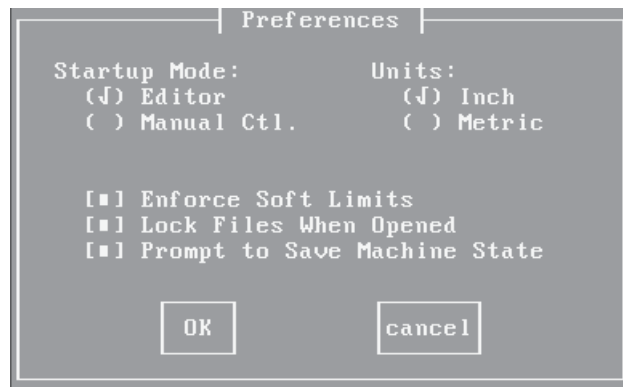 Preferences
Startup Mode: Units:
(√) Editor (√) Inch
( ) Manual Ctl. ( ) Metric
[■] Enforce Soft Limits
[■] Lock Files When Opened
[■] Prompt to Save Machine State
OK cancel